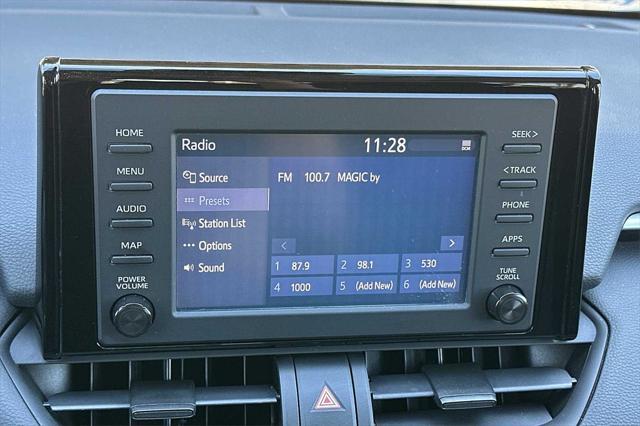 HOME
MENU
AUDIO
MAP
POWER
VOLUME
Radio 11:28 DCM
Source
Presets
Station List
Options
Sound
FM 100.7 MAGIC by
< >
1 87.9 2 98.1 3 530
4 1000 5 (Add New) 6 (Add New)
SEEK >
< TRACK
PHONE
APPS
TUNE
SCROLL